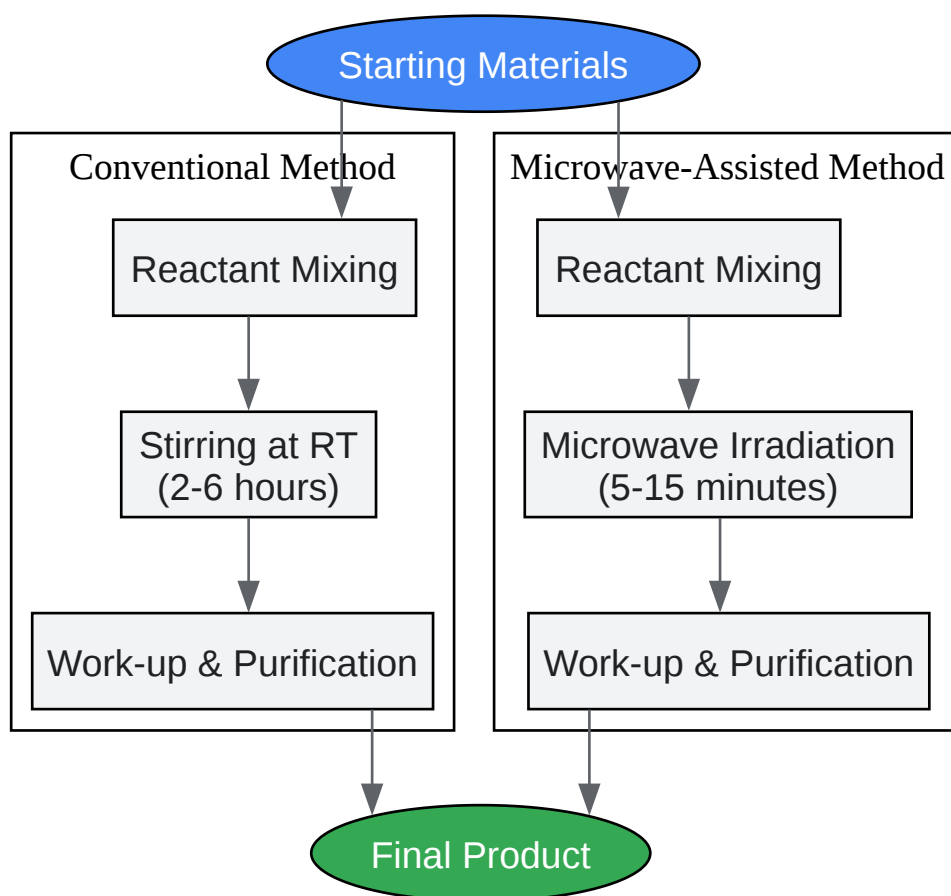 Starting Materials
Conventional Method
Reactant Mixing
Stirring at RT
(2-6 hours)
Work-up & Purification
Microwave-Assisted Method
Reactant Mixing
Microwave Irradiation
(5-15 minutes)
Work-up & Purification
Final Product